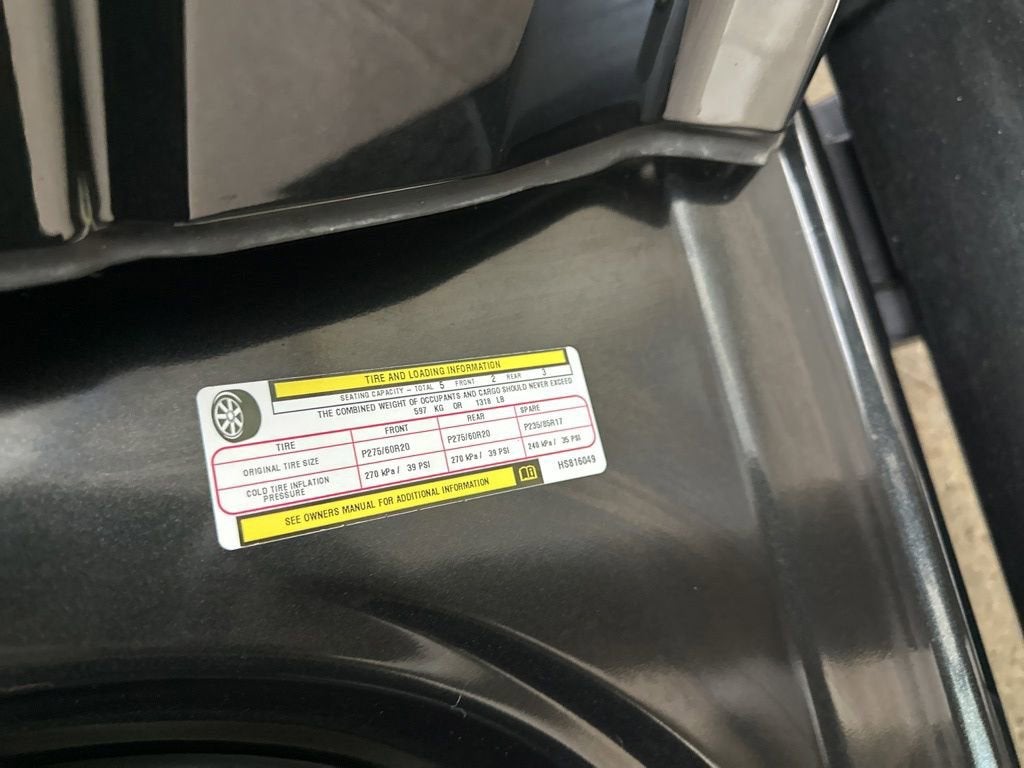 TIRE AND LOADING INFORMATION
SEATING CAPACITY - TOTAL 5 FRONT 2 REAR 3
THE COMBINED WEIGHT OF OCCUPANTS AND CARGO SHOULD NEVER EXCEED
597 KG OR 1318 LB
TIRE FRONT REAR SPARE
ORIGINAL TIRE SIZE P275/60R20 P275/60R20 P235/85R17
COLD TIRE INFLATION PRESSURE 270 kPa / 39 PSI 270 kPa / 39 PSI 240 kPa / 35 PSI
SEE OWNERS MANUAL FOR ADDITIONAL INFORMATION
HS816049